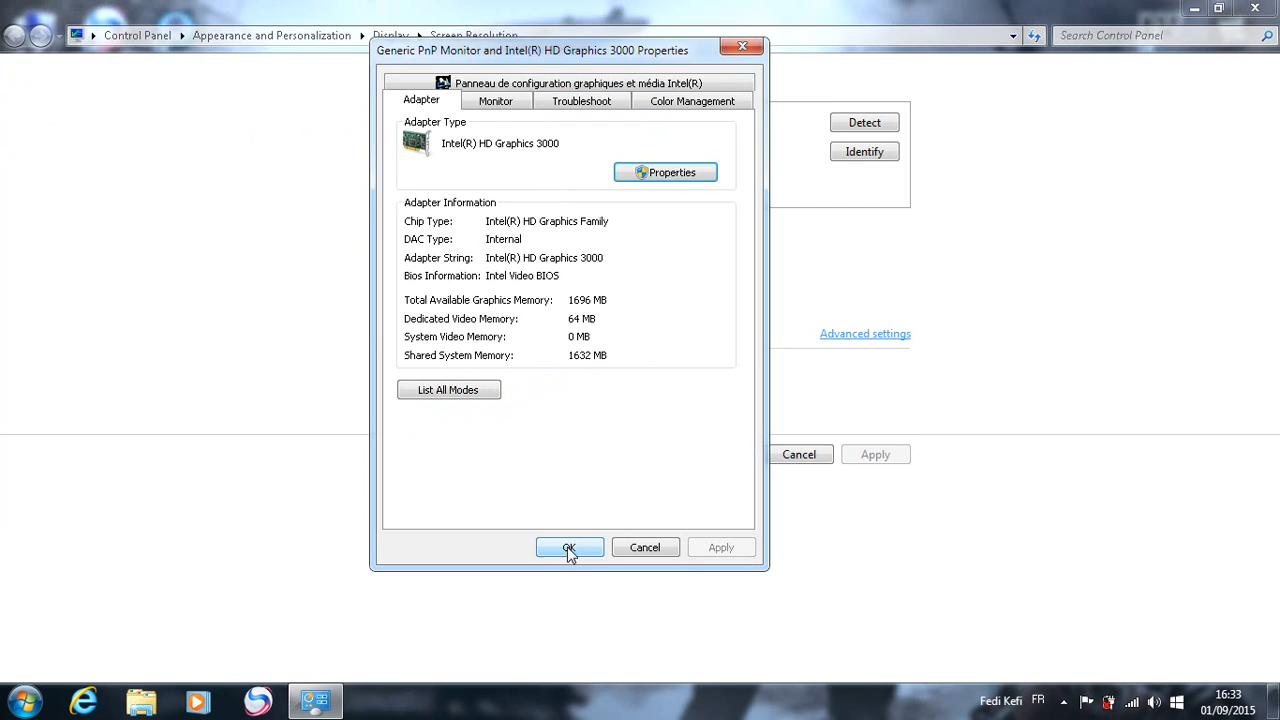 Control Panel ▸ Appearance and Personalization ▸ Display ▸ Screen Resolution
Search Control Panel
Generic PnP Monitor and Intel(R) HD Graphics 3000 Properties
Panneau de configuration graphiques et média Intel(R)
Adapter Monitor Troubleshoot Color Management
Adapter Type
Intel(R) HD Graphics 3000
Properties
Adapter Information
Chip Type: Intel(R) HD Graphics Family
DAC Type: Internal
Adapter String: Intel(R) HD Graphics 3000
Bios Information: Intel Video BIOS
Total Available Graphics Memory: 1696 MB
Dedicated Video Memory: 64 MB
System Video Memory: 0 MB
Shared System Memory: 1632 MB
List All Modes
OK Cancel Apply
Detect
Identify
Advanced settings
Cancel Apply
Fedi Kefi FR
16:33
01/09/2015